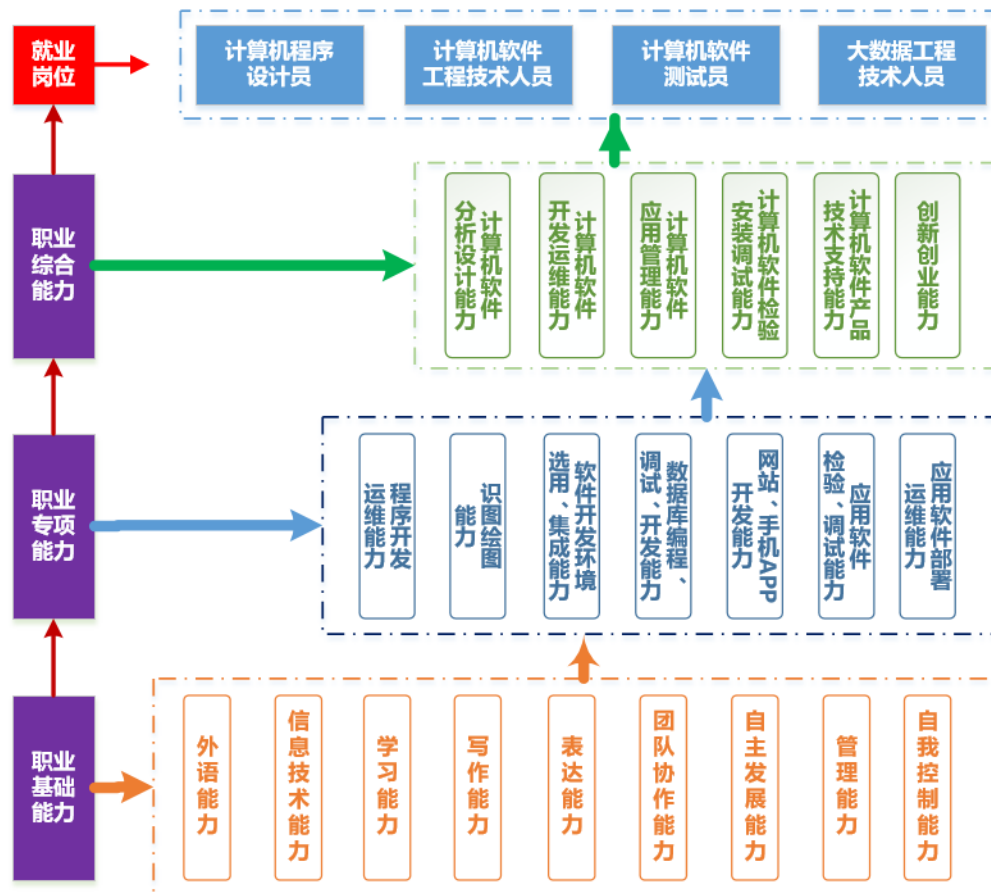 就业
岗位
计算机程序
设计员
计算机软件
工程技术人员
计算机软件
测试员
大数据工程
技术人员
职业
综合
能力
计算机软件
分析设计能力
计算机软件
开发运维能力
计算机软件
应用管理能力
计算机软件检验
安装调试能力
计算机软件产品
技术支持能力
创新创业能力
职业
专项
能力
程序开发
运维能力
识图绘图
能力
软件开发环境
选用、集成能力
数据库编程、
调试、开发能力
网站、手机APP
开发能力
应用软件
检验、调试能力
应用软件部署
运维能力
职业
基础
能力
外语能力
信息技术能力
学习能力
写作能力
表达能力
团队协作能力
自主发展能力
管理能力
自我控制能力